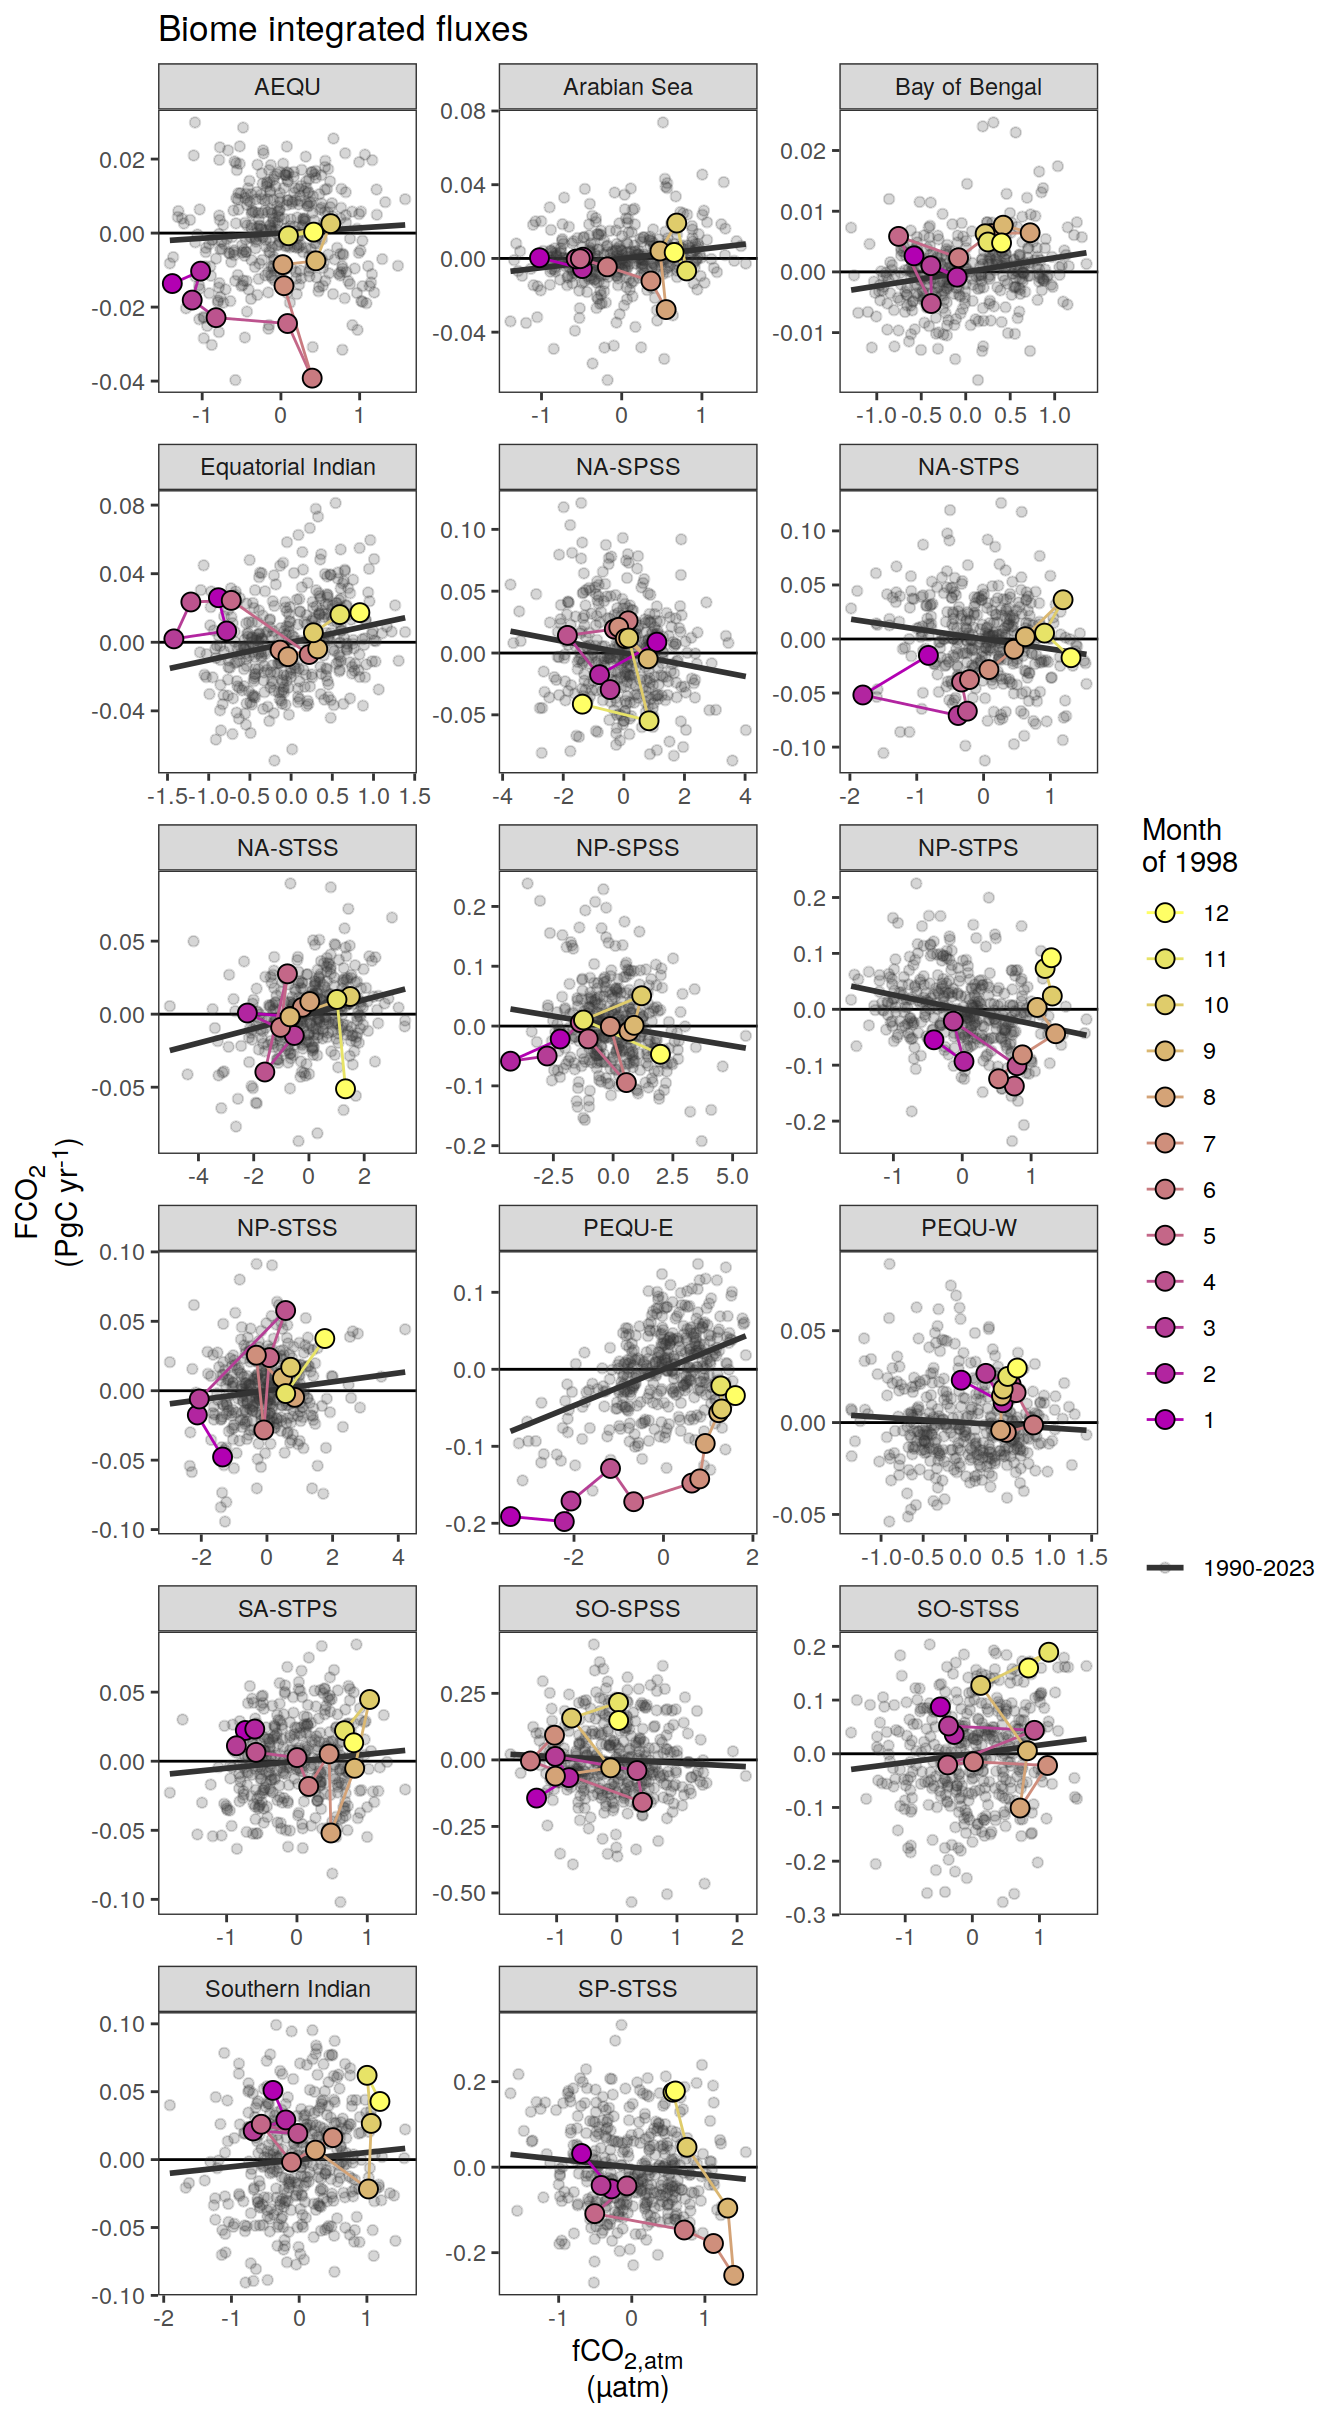 Biome integrated fluxes
AEQU
Arabian Sea
Bay of Bengal
0.02
0.00
-0.02
-0.04
0.08
0.04
0.00
-0.04
0.02
0.01
0.00
-0.01
-1 0 1
-1 0 1
-1.0 -0.5 0.0 0.5 1.0
Equatorial Indian
NA-SPSS
NA-STPS
0.08
0.04
0.00
-0.04
0.10
0.05
0.00
-0.05
0.10
0.05
0.00
-0.05
-0.10
-1.5 -1.0 -0.5 0.0 0.5 1.0 1.5
-4 -2 0 2 4
-2 -1 0 1
NA-STSS
NP-SPSS
NP-STPS
0.05
0.00
-0.05
0.2
0.1
0.0
-0.1
-0.2
0.2
0.1
0.0
-0.1
-0.2
-4 -2 0 2
-2.5 0.0 2.5 5.0
-1 0 1
NP-STSS
PEQU-E
PEQU-W
0.10
0.05
0.00
-0.05
-0.10
0.1
0.0
-0.1
-0.2
0.05
0.00
-0.05
-2 0 2 4
-2 0 2
-1.0 -0.5 0.0 0.5 1.0 1.5
SA-STPS
SO-SPSS
SO-STSS
0.05
0.00
-0.05
-0.10
0.25
0.00
-0.25
-0.50
0.2
0.1
0.0
-0.1
-0.2
-0.3
-1 0 1
-1 0 1 2
-1 0 1
Southern Indian
SP-STSS
0.10
0.05
0.00
-0.05
-0.10
0.2
0.0
-0.2
-2 -1 0 1
-1 0 1
fCO2,atm
(µatm)
FCO2
(PgC yr-1)
Month
of 1998
12
11
10
9
8
7
6
5
4
3
2
1
1990-2023